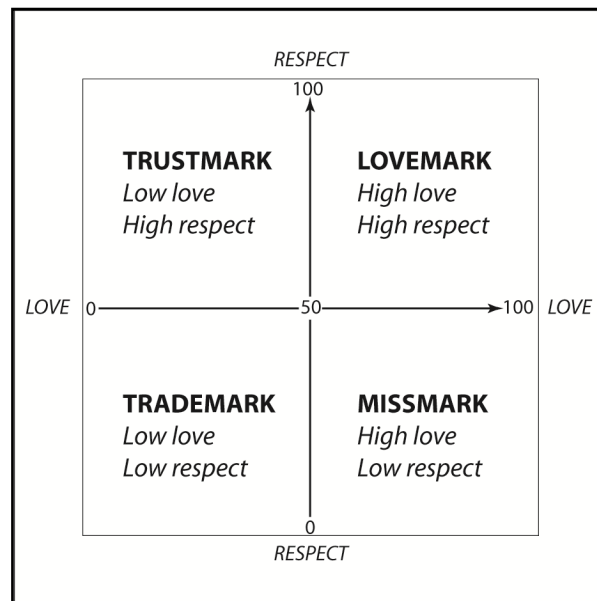 RESPECT
100
TRUSTMARK
Low love
High respect
LOVEMARK
High love
High respect
LOVE 0 50 100 LOVE
TRADEMARK
Low love
Low respect
MISSMARK
High love
Low respect
0
RESPECT